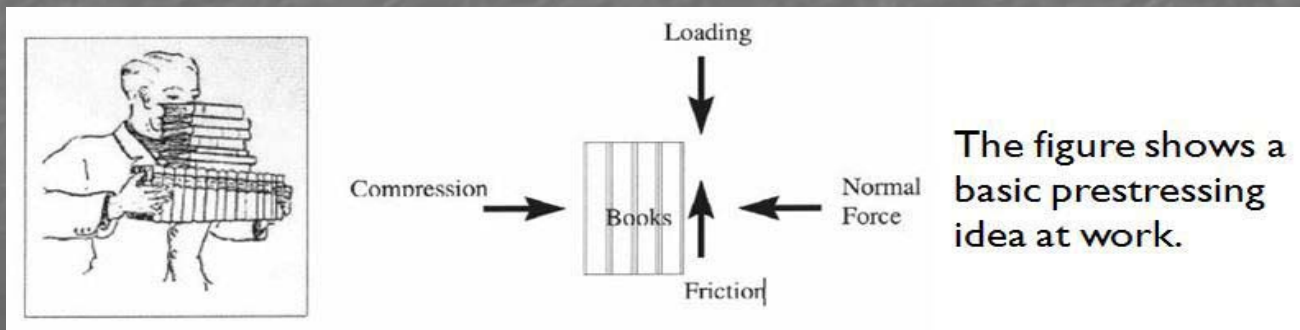 Loading
Compression
Books
Normal
Force
Friction
The figure shows a
basic prestressing
idea at work.